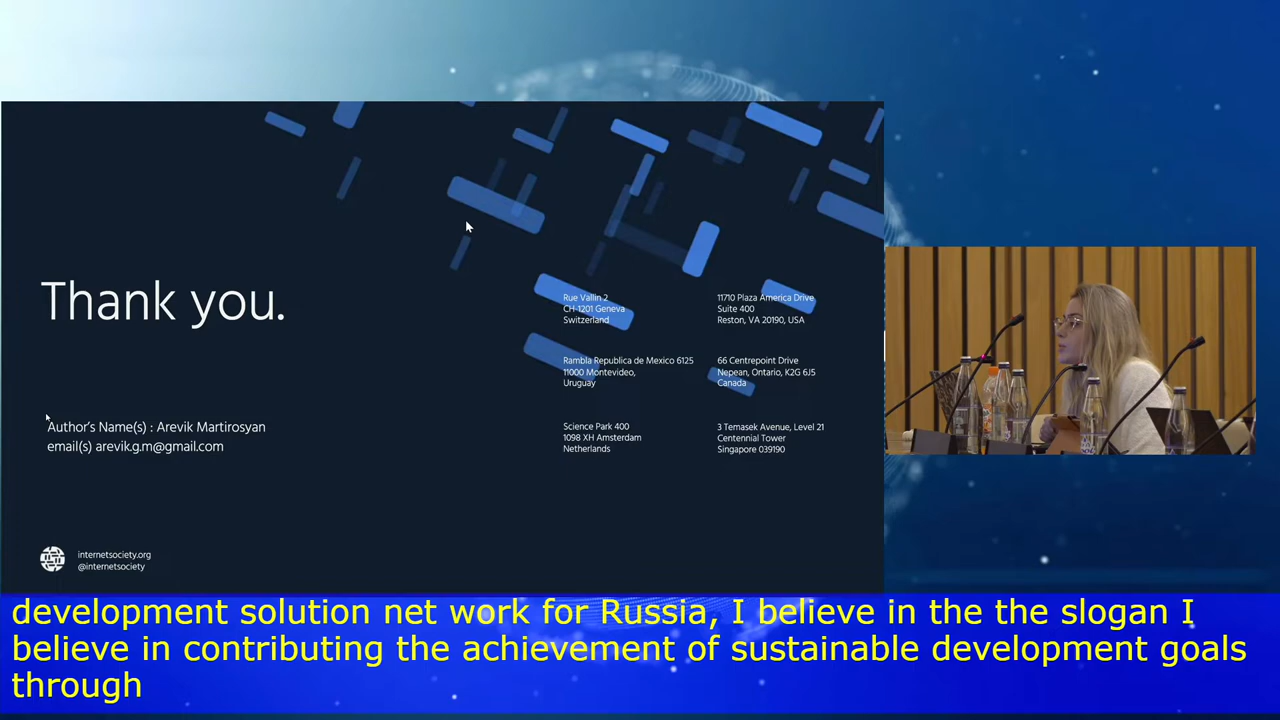 Thank you.
Author's Name(s) : Arevik Martirosyan
email(s) arevik.g.m@gmail.com
Rue Vallin 2
CH-1201 Geneva
Switzerland
11710 Plaza America Drive
Suite 400
Reston, VA 20190, USA
Rambla Republica de Mexico 6125
11000 Montevideo,
Uruguay
66 Centrepoint Drive
Nepean, Ontario, K2G 6J5
Canada
Science Park 400
1098 XH Amsterdam
Netherlands
3 Temasek Avenue, Level 21
Centennial Tower
Singapore 039190
internetsociety.org
@internetsociety
development solution net work for Russia, I believe in the the slogan I
believe in contributing the achievement of sustainable development goals
through